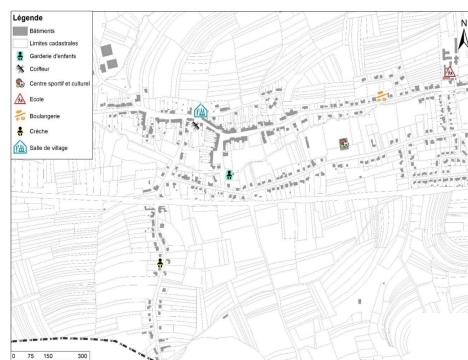 Légende
Bâtiments
Limites cadastrales
Garderie d'enfants
Coiffeur
Centre sportif et culturel
Ecole
Boulangerie
Crèche
Salle de village
N
0 75 150 300